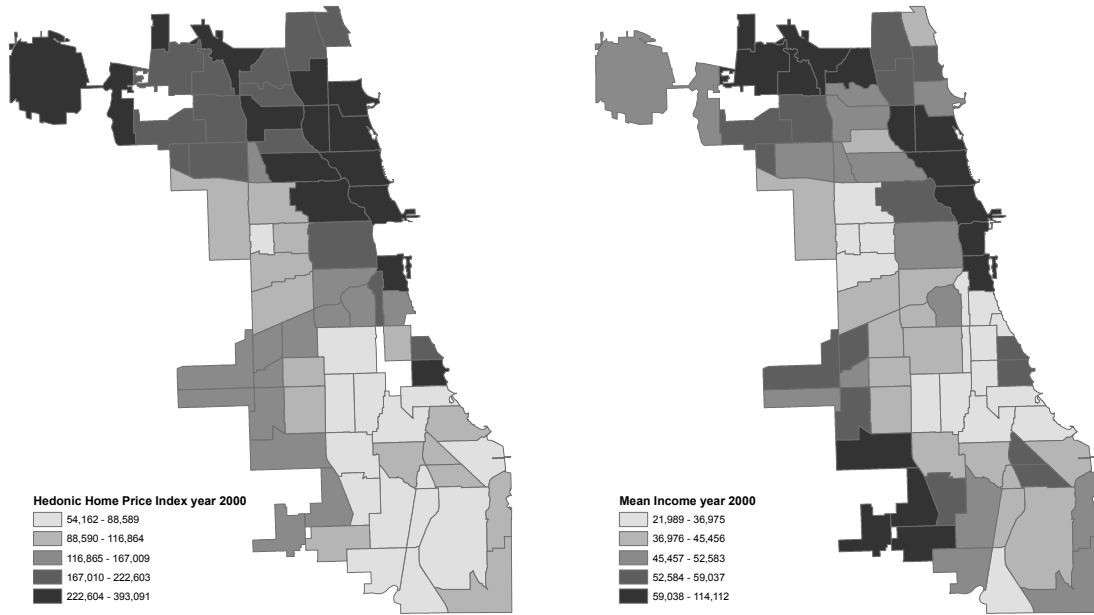 Hedonic Home Price Index year 2000
54,162 - 88,589
88,590 - 116,864
116,865 - 167,009
167,010 - 222,603
222,604 - 393,091
Mean Income year 2000
21,989 - 36,975
36,976 - 45,456
45,457 - 52,583
52,584 - 59,037
59,038 - 114,112